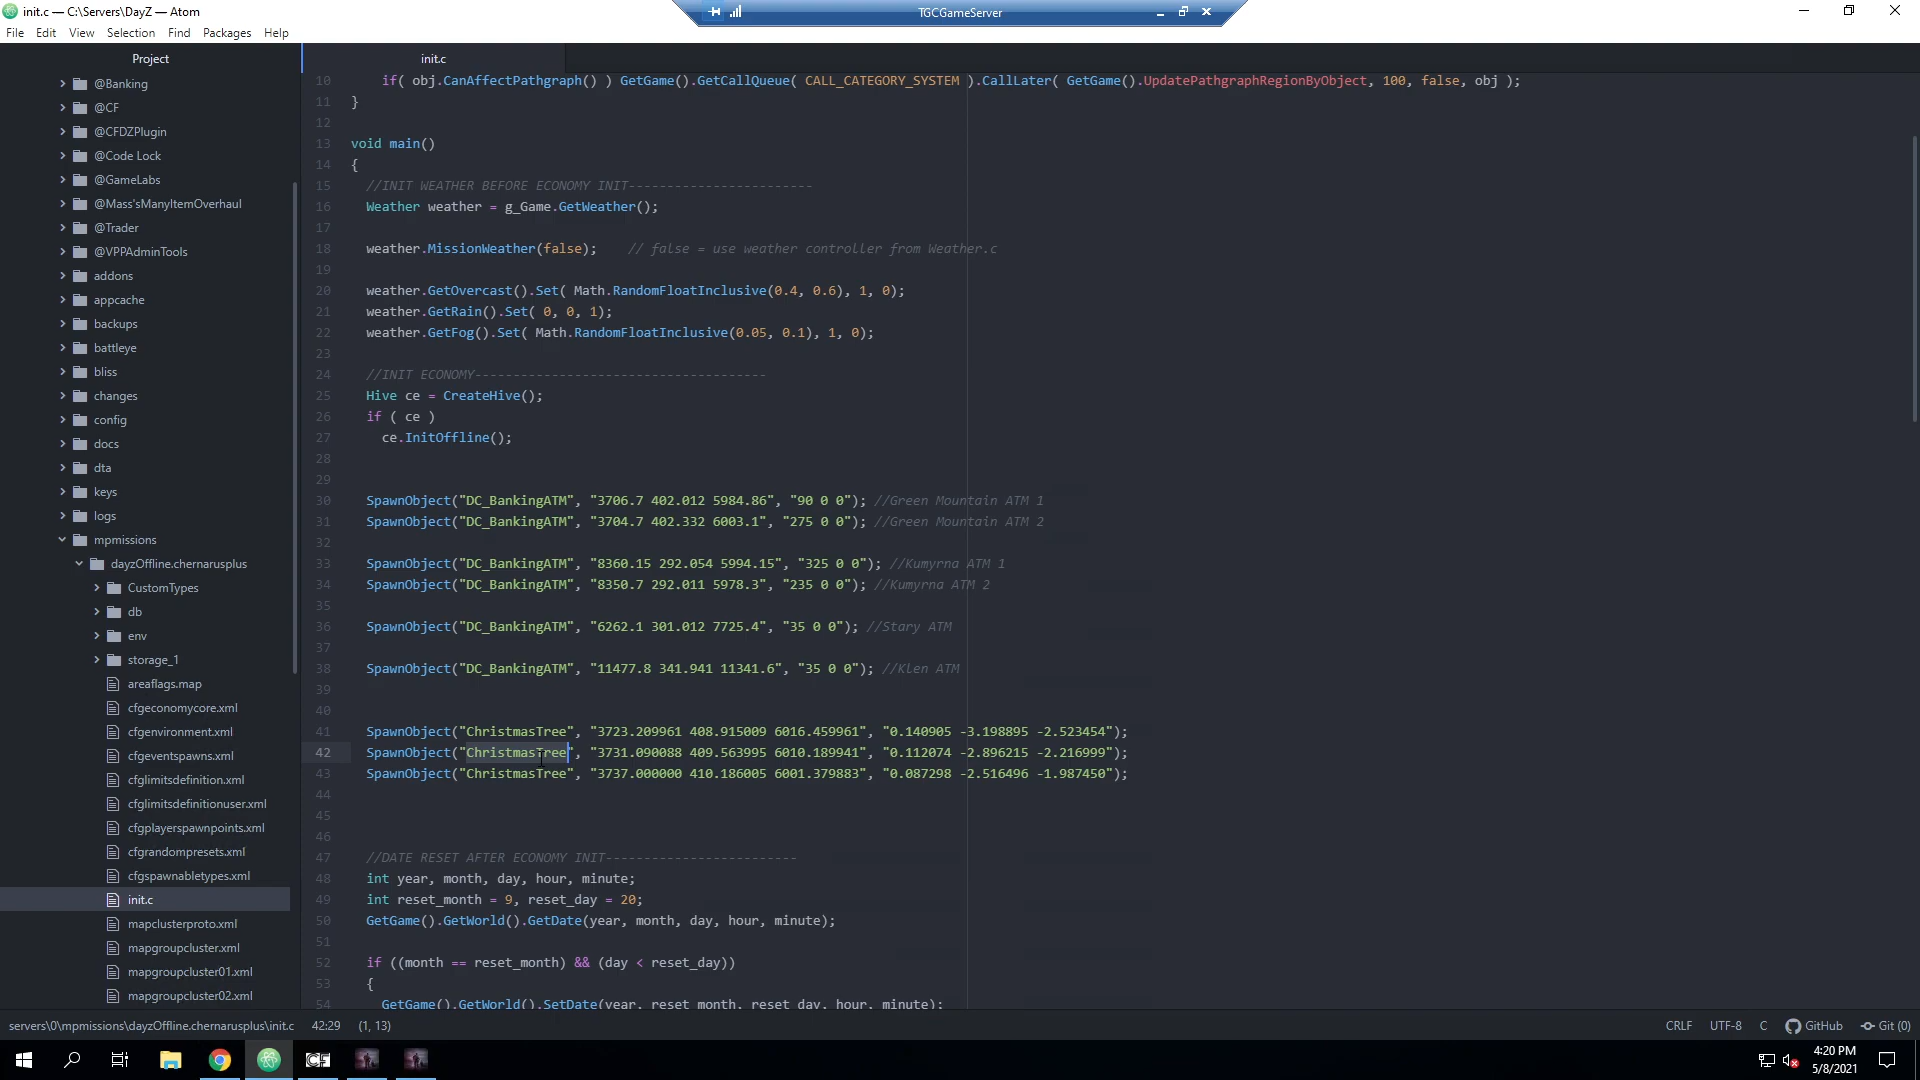 init.c — C:\Servers\DayZ — Atom
TGCGameServer
File Edit View Selection Find Packages Help
Project
@Banking
@CF
@CFDZPlugin
@Code Lock
@GameLabs
@Mass'sManyItemOverhaul
@Trader
@VPPAdminTools
addons
appcache
backups
battleye
bliss
changes
config
docs
dta
keys
logs
mpmissions
dayzOffline.chernarusplus
CustomTypes
db
env
storage_1
areaflags.map
cfgeconomycore.xml
cfgenvironment.xml
cfgeventspawns.xml
cfglimitsdefinition.xml
cfglimitsdefinitionuser.xml
cfgplayerspawnpoints.xml
cfgrandompresets.xml
cfgspawnabletypes.xml
init.c
mapclusterproto.xml
mapgroupcluster.xml
mapgroupcluster01.xml
mapgroupcluster02.xml
init.c
10 if( obj.CanAffectPathgraph() ) GetGame().GetCallQueue( CALL_CATEGORY_SYSTEM ).CallLater( GetGame().UpdatePathgraphRegionByObject, 100, false, obj );
11 }
12
13 void main()
14 {
15 //INIT WEATHER BEFORE ECONOMY INIT------------------------
16 Weather weather = g_Game.GetWeather();
17
18 weather.MissionWeather(false); // false = use weather controller from Weather.c
19
20 weather.GetOvercast().Set( Math.RandomFloatInclusive(0.4, 0.6), 1, 0);
21 weather.GetRain().Set( 0, 0, 1);
22 weather.GetFog().Set( Math.RandomFloatInclusive(0.05, 0.1), 1, 0);
23
24 //INIT ECONOMY--------------------------------------
25 Hive ce = CreateHive();
26 if ( ce )
27 ce.InitOffline();
28
29
30 SpawnObject("DC_BankingATM", "3706.7 402.012 5984.86", "90 0 0"); //Green Mountain ATM 1
31 SpawnObject("DC_BankingATM", "3704.7 402.332 6003.1", "275 0 0"); //Green Mountain ATM 2
32
33 SpawnObject("DC_BankingATM", "8360.15 292.054 5994.15", "325 0 0"); //Kumyrna ATM 1
34 SpawnObject("DC_BankingATM", "8350.7 292.011 5978.3", "235 0 0"); //Kumyrna ATM 2
35
36 SpawnObject("DC_BankingATM", "6262.1 301.012 7725.4", "35 0 0"); //Stary ATM
37
38 SpawnObject("DC_BankingATM", "11477.8 341.941 11341.6", "35 0 0"); //Klen ATM
39
40
41 SpawnObject("ChristmasTree", "3723.209961 408.915009 6016.459961", "0.140905 -3.198895 -2.523454");
42 SpawnObject("ChristmasTree", "3731.090088 409.563995 6010.189941", "0.112074 -2.896215 -2.216999");
43 SpawnObject("ChristmasTree", "3737.000000 410.186005 6001.379883", "0.087298 -2.516496 -1.987450");
44
45
46
47 //DATE RESET AFTER ECONOMY INIT-------------------------
48 int year, month, day, hour, minute;
49 int reset_month = 9, reset_day = 20;
50 GetGame().GetWorld().GetDate(year, month, day, hour, minute);
51
52 if ((month == reset_month) && (day < reset_day))
53 {
54 GetGame().GetWorld().SetDate(year, reset_month, reset_day, hour, minute);
servers\0\mpmissions\dayzOffline.chernarusplus\init.c 42:29 (1, 13)
CRLF UTF-8 C GitHub Git (0)
CF
4:20 PM
5/8/2021